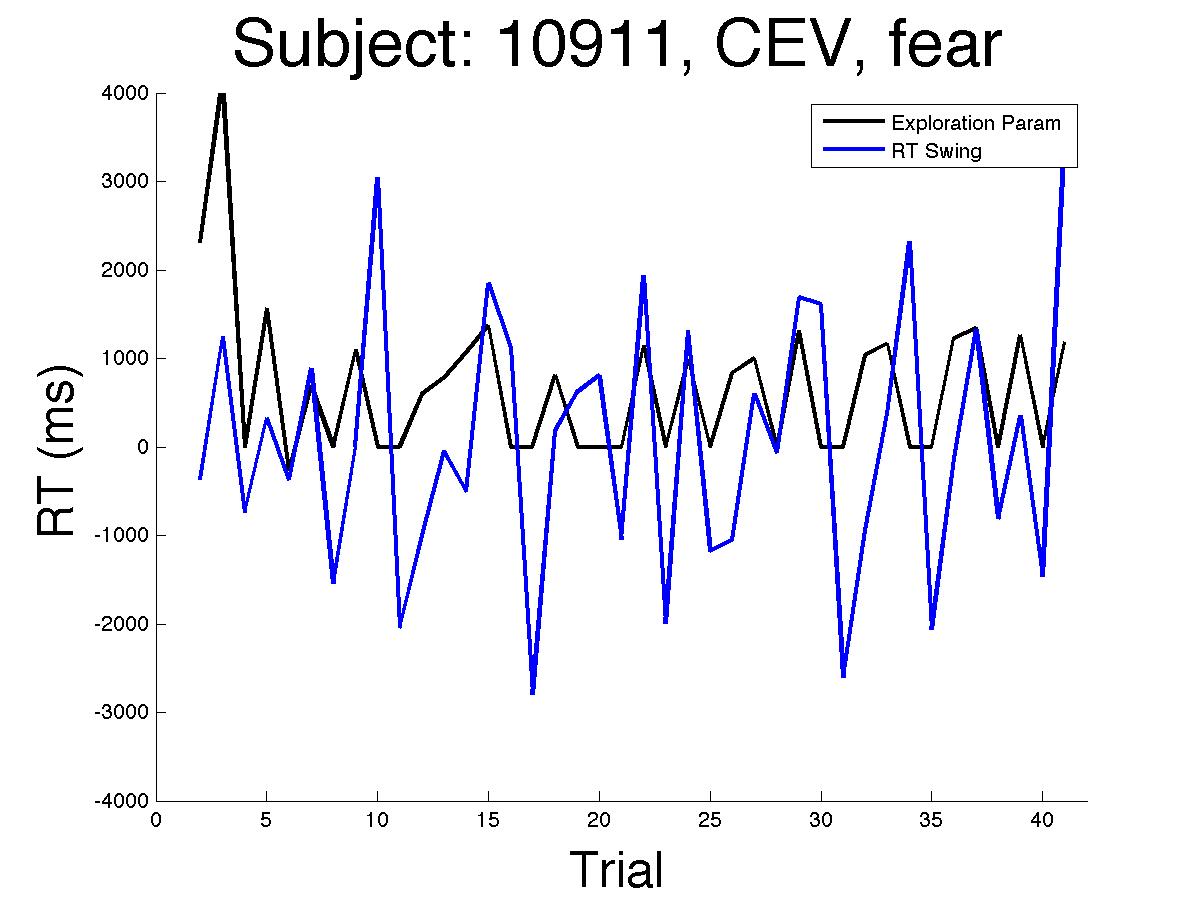 Subject: 10911, CEV, fear
4000
3000
2000
1000
0
-1000
-2000
-3000
-4000
RT (ms)
Exploration Param
RT Swing
0 5 10 15 20 25 30 35 40
Trial